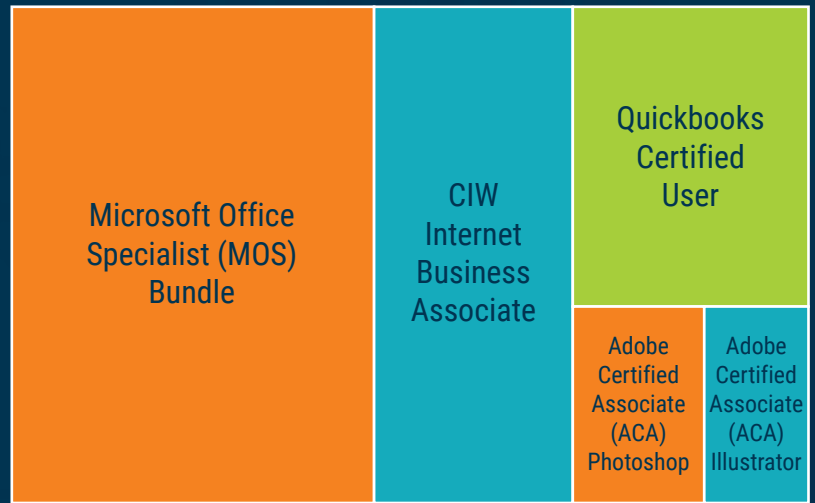 Microsoft Office
Specialist (MOS)
Bundle
CIW
Internet
Business
Associate
Quickbooks
Certified
User
Adobe
Certified
Associate
(ACA)
Photoshop
Adobe
Certified
Associate
(ACA)
Illustrator